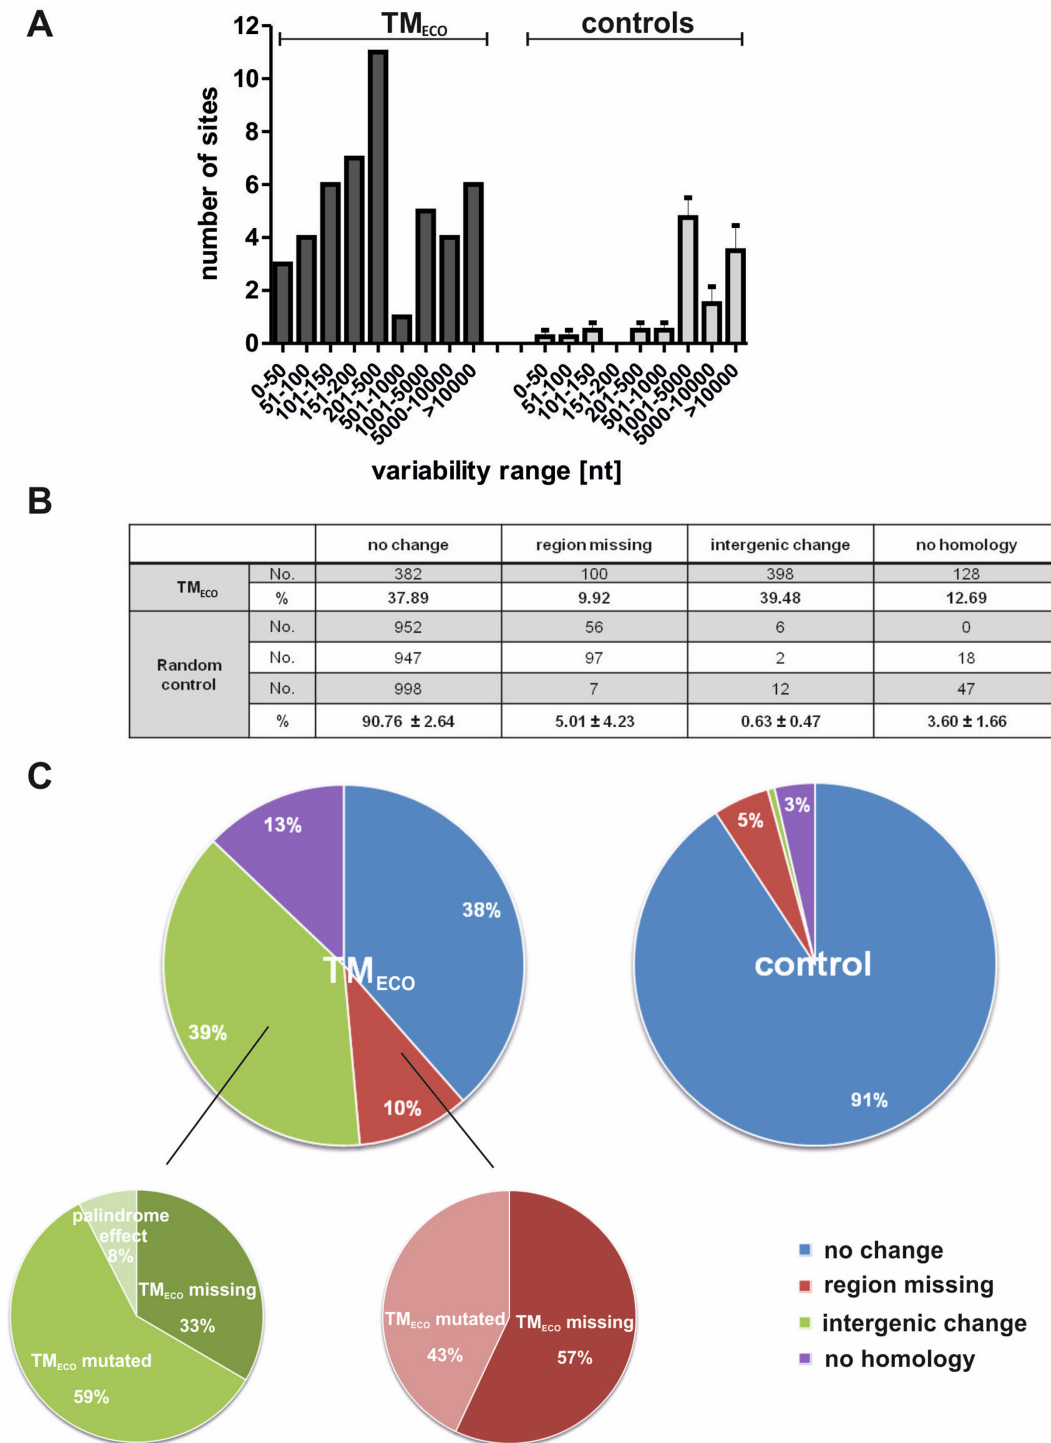 A
TMECO
controls
12
10
8
6
4
2
0
number of sites
0-50
51-100
101-150
151-200
201-500
501-1000
1001-5000
5000-10000
>10000
0-50
51-100
101-150
151-200
201-500
501-1000
1001-5000
5000-10000
>10000
variability range [nt]
B
no change region missing intergenic change no homology
TMECO
No. 382 100 398 128
% 37.89 9.92 39.48 12.69
Random
control
No. 952 56 6 0
No. 947 97 2 18
No. 998 7 12 47
% 90.76 ± 2.64 5.01 ± 4.23 0.63 ± 0.47 3.60 ± 1.66
C
13%
38%
TMECO
39%
10%
5%
3%
control
91%
palindrome
effect
8%
TMECO missing
33%
TMECO mutated
59%
TMECO mutated
43%
TMECO missing
57%
no change
region missing
intergenic change
no homology